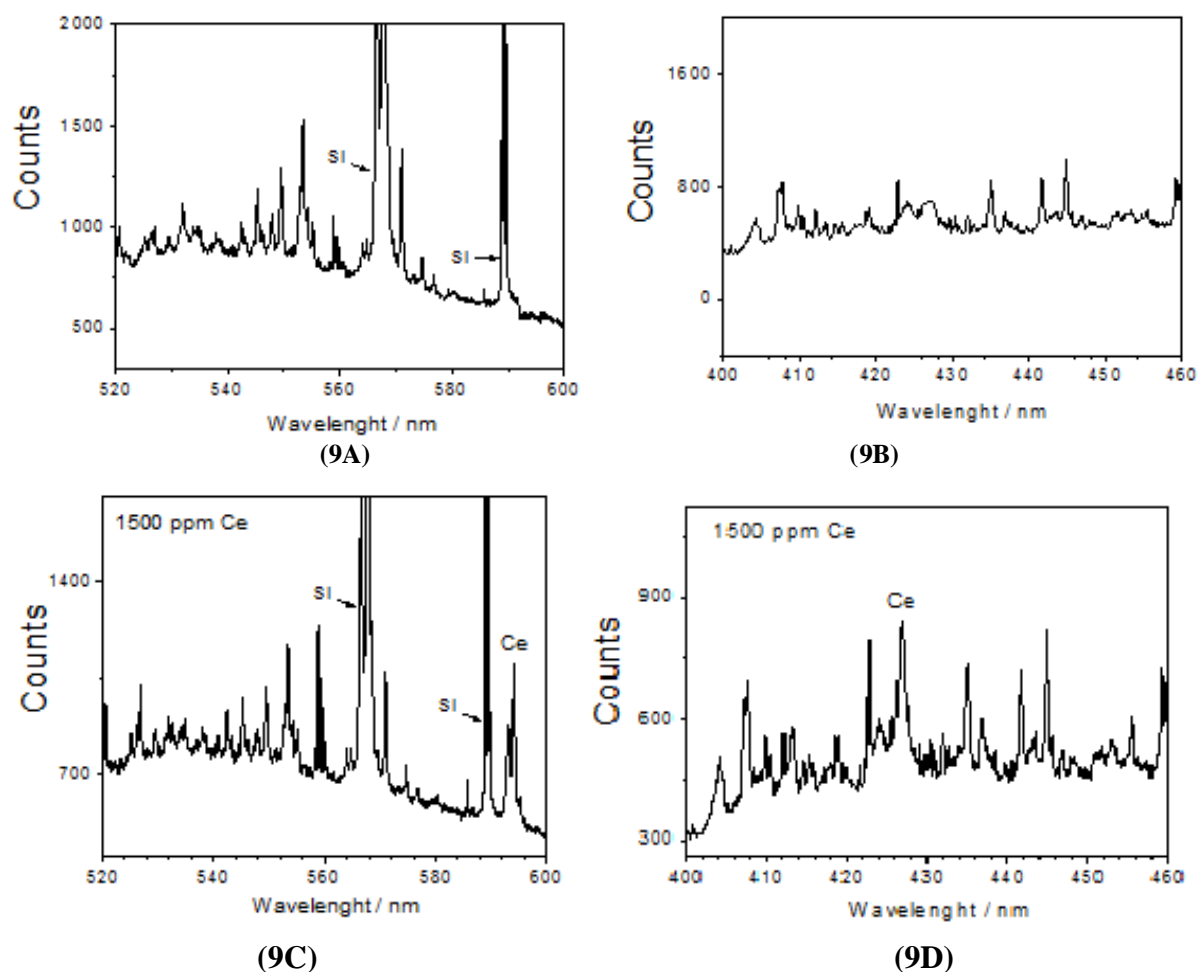 2000
1500
1000
500
Counts
SI
SI
520 540 560 580 600
Wavelenght / nm
(9A)
1600
800
0
Counts
400 410 420 430 440 450 460
Wavelenght / nm
(9B)
1500 ppm Ce
1400
700
Counts
SI
SI
Ce
520 540 560 580 600
Wavelenght / nm
(9C)
1500 ppm Ce
900
600
300
Counts
Ce
400 410 420 430 440 450 460
Wavelenght / nm
(9D)